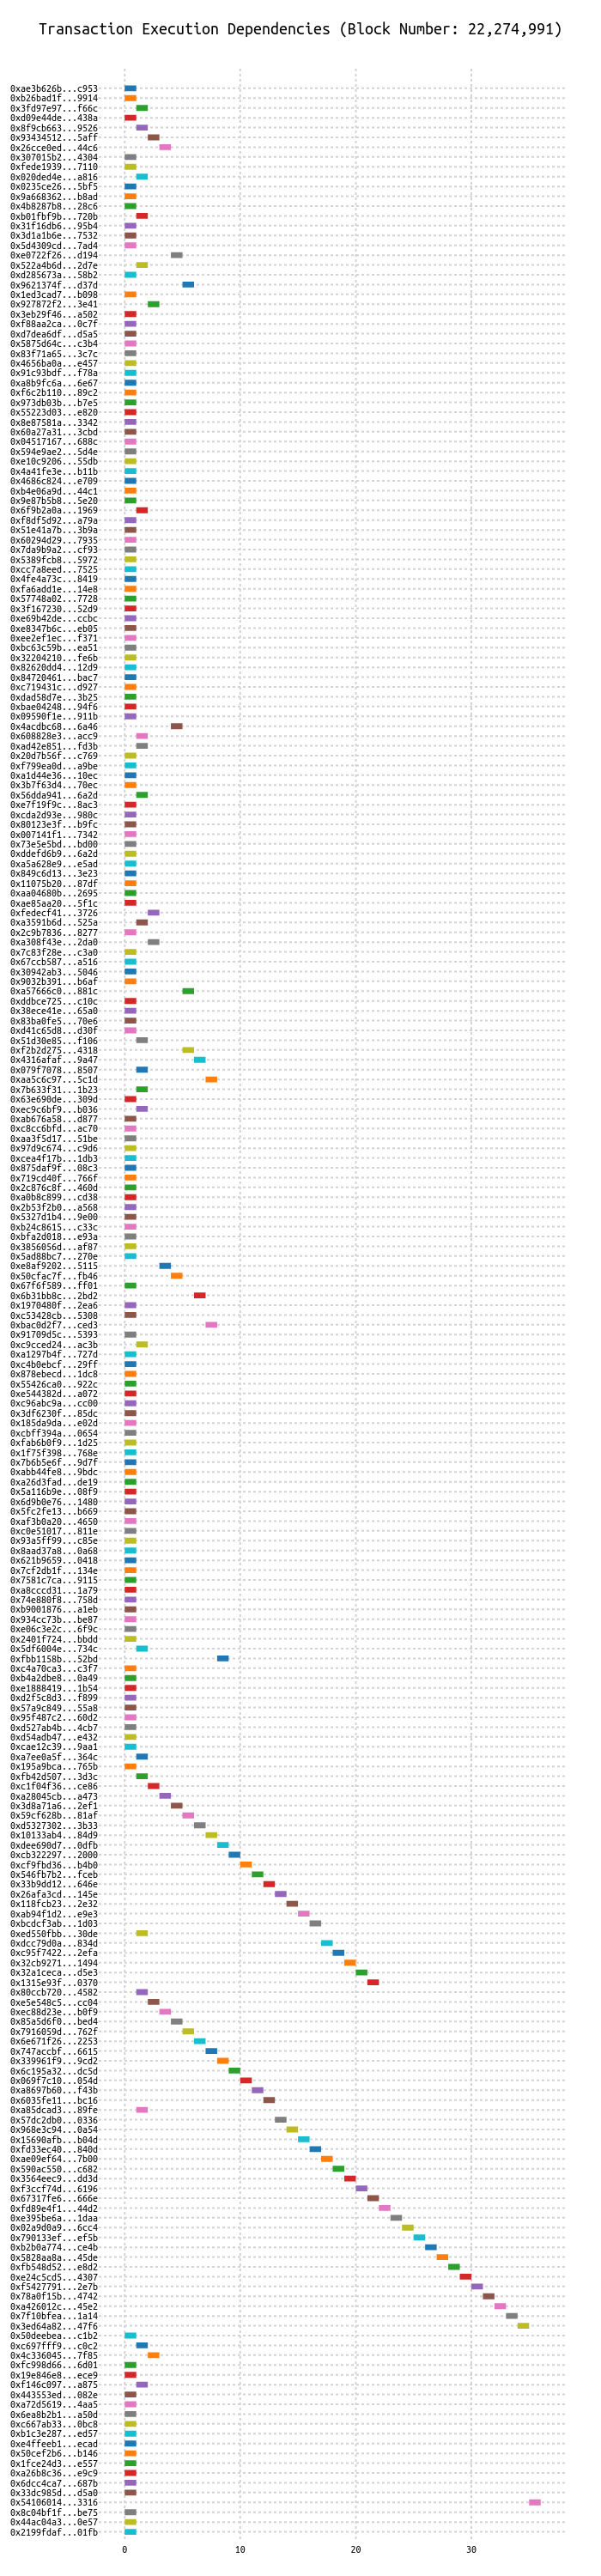 Transaction Execution Dependencies (Block Number: 22,274,991)
0xae3b626b...c953
0xb26bad1f...9914
0x3fd97e97...f66c
0xd09e44de...438a
0x8f9cb663...9526
0x93434512...5aff
0x26cce0ed...44c6
0x307015b2...4304
0xfede1939...7110
0x020ded4e...a816
0x0235ce26...5bf5
0x9a668362...b8ad
0x4b8287b8...28c6
0xb01fbf9b...720b
0x31f16db6...95b4
0x3d1a1b6e...7532
0x5d4309cd...7ad4
0xe0722f26...d194
0x522a4b6d...2d7e
0xd285673a...58b2
0x9621374f...d37d
0x1ed3cad7...b098
0x927872f2...3e41
0x3eb29f46...a502
0xf88aa2ca...0c7f
0xd7dea6df...d5a5
0x5875d64c...c3b4
0x83f71a65...3c7c
0x4656ba0a...e457
0x91c93bdf...f78a
0xa8b9fc6a...6e67
0xf6c2b110...89c2
0x973db03b...b7e5
0x55223d03...e820
0x8e87581a...3342
0x60a27a31...3cbd
0x04517167...688c
0x594e9ae2...5d4e
0xe10c9206...55db
0x4a41fe3e...b11b
0x4686c824...e709
0xb4e06a9d...44c1
0x9e87b5b8...5e20
0x6f9b2a0a...1969
0xf8df5d92...a79a
0x51e41a7b...3b9a
0x60294d29...7935
0x7da9b9a2...cf93
0x5389fcb8...5972
0xcc7a8eed...7525
0x4fe4a73c...8419
0xfa6add1e...14e8
0x57748a02...7728
0x3f167230...52d9
0xe69b42de...ccbc
0xe8347b6c...eb05
0xee2ef1ec...f371
0xbc63c59b...ea51
0x32204210...fe6b
0x82620dd4...12d9
0x84720461...bac7
0xc719431c...d927
0xdad58d7e...3b25
0xbae04248...94f6
0x09590f1e...911b
0x4acdbc68...6a46
0x608828e3...acc9
0xad42e851...fd3b
0x20d7b56f...c769
0xf799ea0d...a9be
0xa1d44e36...10ec
0x3b7f63d4...70ec
0x56dda941...6a2d
0xe7f19f9c...8ac3
0xcda2d93e...980c
0x80123e3f...b9fc
0x007141f1...7342
0x73e5e5bd...bd00
0xddefd6b9...6a2d
0xa5a628e9...e5ad
0x849c6d13...3e23
0x11075b20...87df
0xaa04680b...2695
0xae85aa20...5f1c
0xfedecf41...3726
0xa3591b6d...525a
0x2c9b7836...8277
0xa308f43e...2da0
0x7c83f28e...c3a0
0x67ccb587...a516
0x30942ab3...5046
0x9032b391...b6af
0xa57666c0...881c
0xddbce725...c10c
0x38ece41e...65a0
0x83ba0fe5...70e6
0xd41c65d8...d30f
0x51d30e85...f106
0xf2b2d275...4318
0x4316afaf...9a47
0x079f7078...8507
0xaa5c6c97...5c1d
0x7b633f31...1b23
0x63e690de...309d
0xec9c6bf9...b036
0xab676a58...d877
0xc8cc6bfd...ac70
0xaa3f5d17...51be
0x97d9c674...c9d6
0xcea4f17b...1db3
0x875daf9f...08c3
0x719cd40f...766f
0x2c876c8f...460d
0xa0b8c899...cd38
0x2b53f2b0...a568
0x5327d1b4...9e00
0xb24c8615...c33c
0xbfa2d018...e93a
0x3856056d...af87
0x5ad88bc7...270e
0xe8af9202...5115
0x50cfac7f...fb46
0x67f6f589...ff01
0x6b31bb8c...2bd2
0x1970480f...2ea6
0xc53428cb...5308
0xbac0d2f7...ced3
0x91709d5c...5393
0xc9cced24...ac3b
0xa1297b4f...727d
0xc4b0ebcf...29ff
0x878ebecd...1dc8
0x55426ca0...922c
0xe544382d...a072
0xc96abc9a...cc00
0x3df6230f...85dc
0x185da9da...e02d
0xcbff394a...0654
0xfab6b0f9...1d25
0x1f75f398...768e
0x7b6b5e6f...9d7f
0xabb44fe8...9bdc
0xa26d3fad...de19
0x5a116b9e...08f9
0x6d9b0e76...1480
0x5fc2fe13...b669
0xaf3b0a20...4650
0xc0e51017...811e
0x93a5ff99...c85e
0x8aad37a8...0a68
0x621b9659...0418
0x7cf2db1f...134e
0x7581c7ca...9115
0xa8cccd31...1a79
0x74e880f8...758d
0xb9001876...a1eb
0x934cc73b...be87
0xe06c3e2c...6f9c
0x2401f724...bbdd
0x5df6004e...734c
0xfbb1158b...52bd
0xc4a70ca3...c3f7
0xb4a2dbe8...0a49
0xe1888419...1b54
0xd2f5c8d3...f899
0x57a9c849...55a8
0x95f487c2...60d2
0xd527ab4b...4cb7
0xd54adb47...e432
0xcae12c39...9aa1
0xa7ee0a5f...364c
0x195a9bca...765b
0xfb42d507...3d3c
0xc1f04f36...ce86
0xa28045cb...a473
0x3d8a71a6...2ef1
0x59cf628b...81af
0xd5327302...3b33
0x10133ab4...84d9
0xdee690d7...0dfb
0xcb322297...2000
0xcf9fbd36...b4b0
0x546fb7b2...fceb
0x33b9dd12...646e
0x26afa3cd...145e
0x118fcb23...2e32
0xab94f1d2...e9e3
0xbcdcf3ab...1d03
0xed550fbb...30de
0xdcc79d0a...834d
0xc95f7422...2efa
0x32cb9271...1494
0x32a1ceca...d5e3
0x1315e93f...0370
0x80ccb720...4582
0xe5e548c5...cc04
0xec88d23e...b0f9
0x85a5d6f0...bed4
0x7916059d...762f
0x6e671f26...2253
0x747accbf...6615
0x339961f9...9cd2
0x6c195a32...dc5d
0x069f7c10...054d
0xa8697b60...f43b
0x6035fe11...bc16
0xa85dcad3...89fe
0x57dc2db0...0336
0x968e3c94...0a54
0x15690afb...b04d
0xfd33ec40...840d
0xae09ef64...7b00
0x590ac550...c682
0x3564eec9...dd3d
0xf3ccf74d...6196
0x67317fe6...666e
0xfd89e4f1...44d2
0xe395be6a...1daa
0x02a9d0a9...6cc4
0x790133ef...ef5b
0xb2b0a774...ce4b
0x5828aa8a...45de
0xfb548d52...e8d2
0xe24c5cd5...4307
0xf5427791...2e7b
0x78a0f15b...4742
0xa426012c...45e2
0x7f10bfea...1a14
0x3ed64a82...47f6
0x50deebea...c1b2
0xc697fff9...c0c2
0x4c336045...7f85
0xfc998d66...6d01
0x19e846e8...ece9
0xf146c097...a875
0x443553ed...082e
0xa72d5619...4aa5
0x6ea8b2b1...a50d
0xc667ab33...0bc8
0xb1c3e287...ed57
0xe4ffeeb1...ecad
0x50cef2b6...b146
0x1fce24d3...e557
0xa26b8c36...e9c9
0x6dcc4ca7...687b
0x33dc985d...d5a0
0x54106014...3316
0x8c04bf1f...be75
0x44ac04a3...0e57
0x2199fdaf...01fb
0 10 20 30